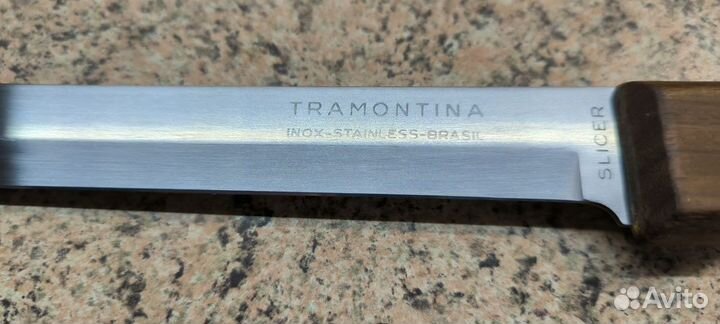 TRAMONTINA
INOX-STAINLESS-BRASIL
SLICER
Avito